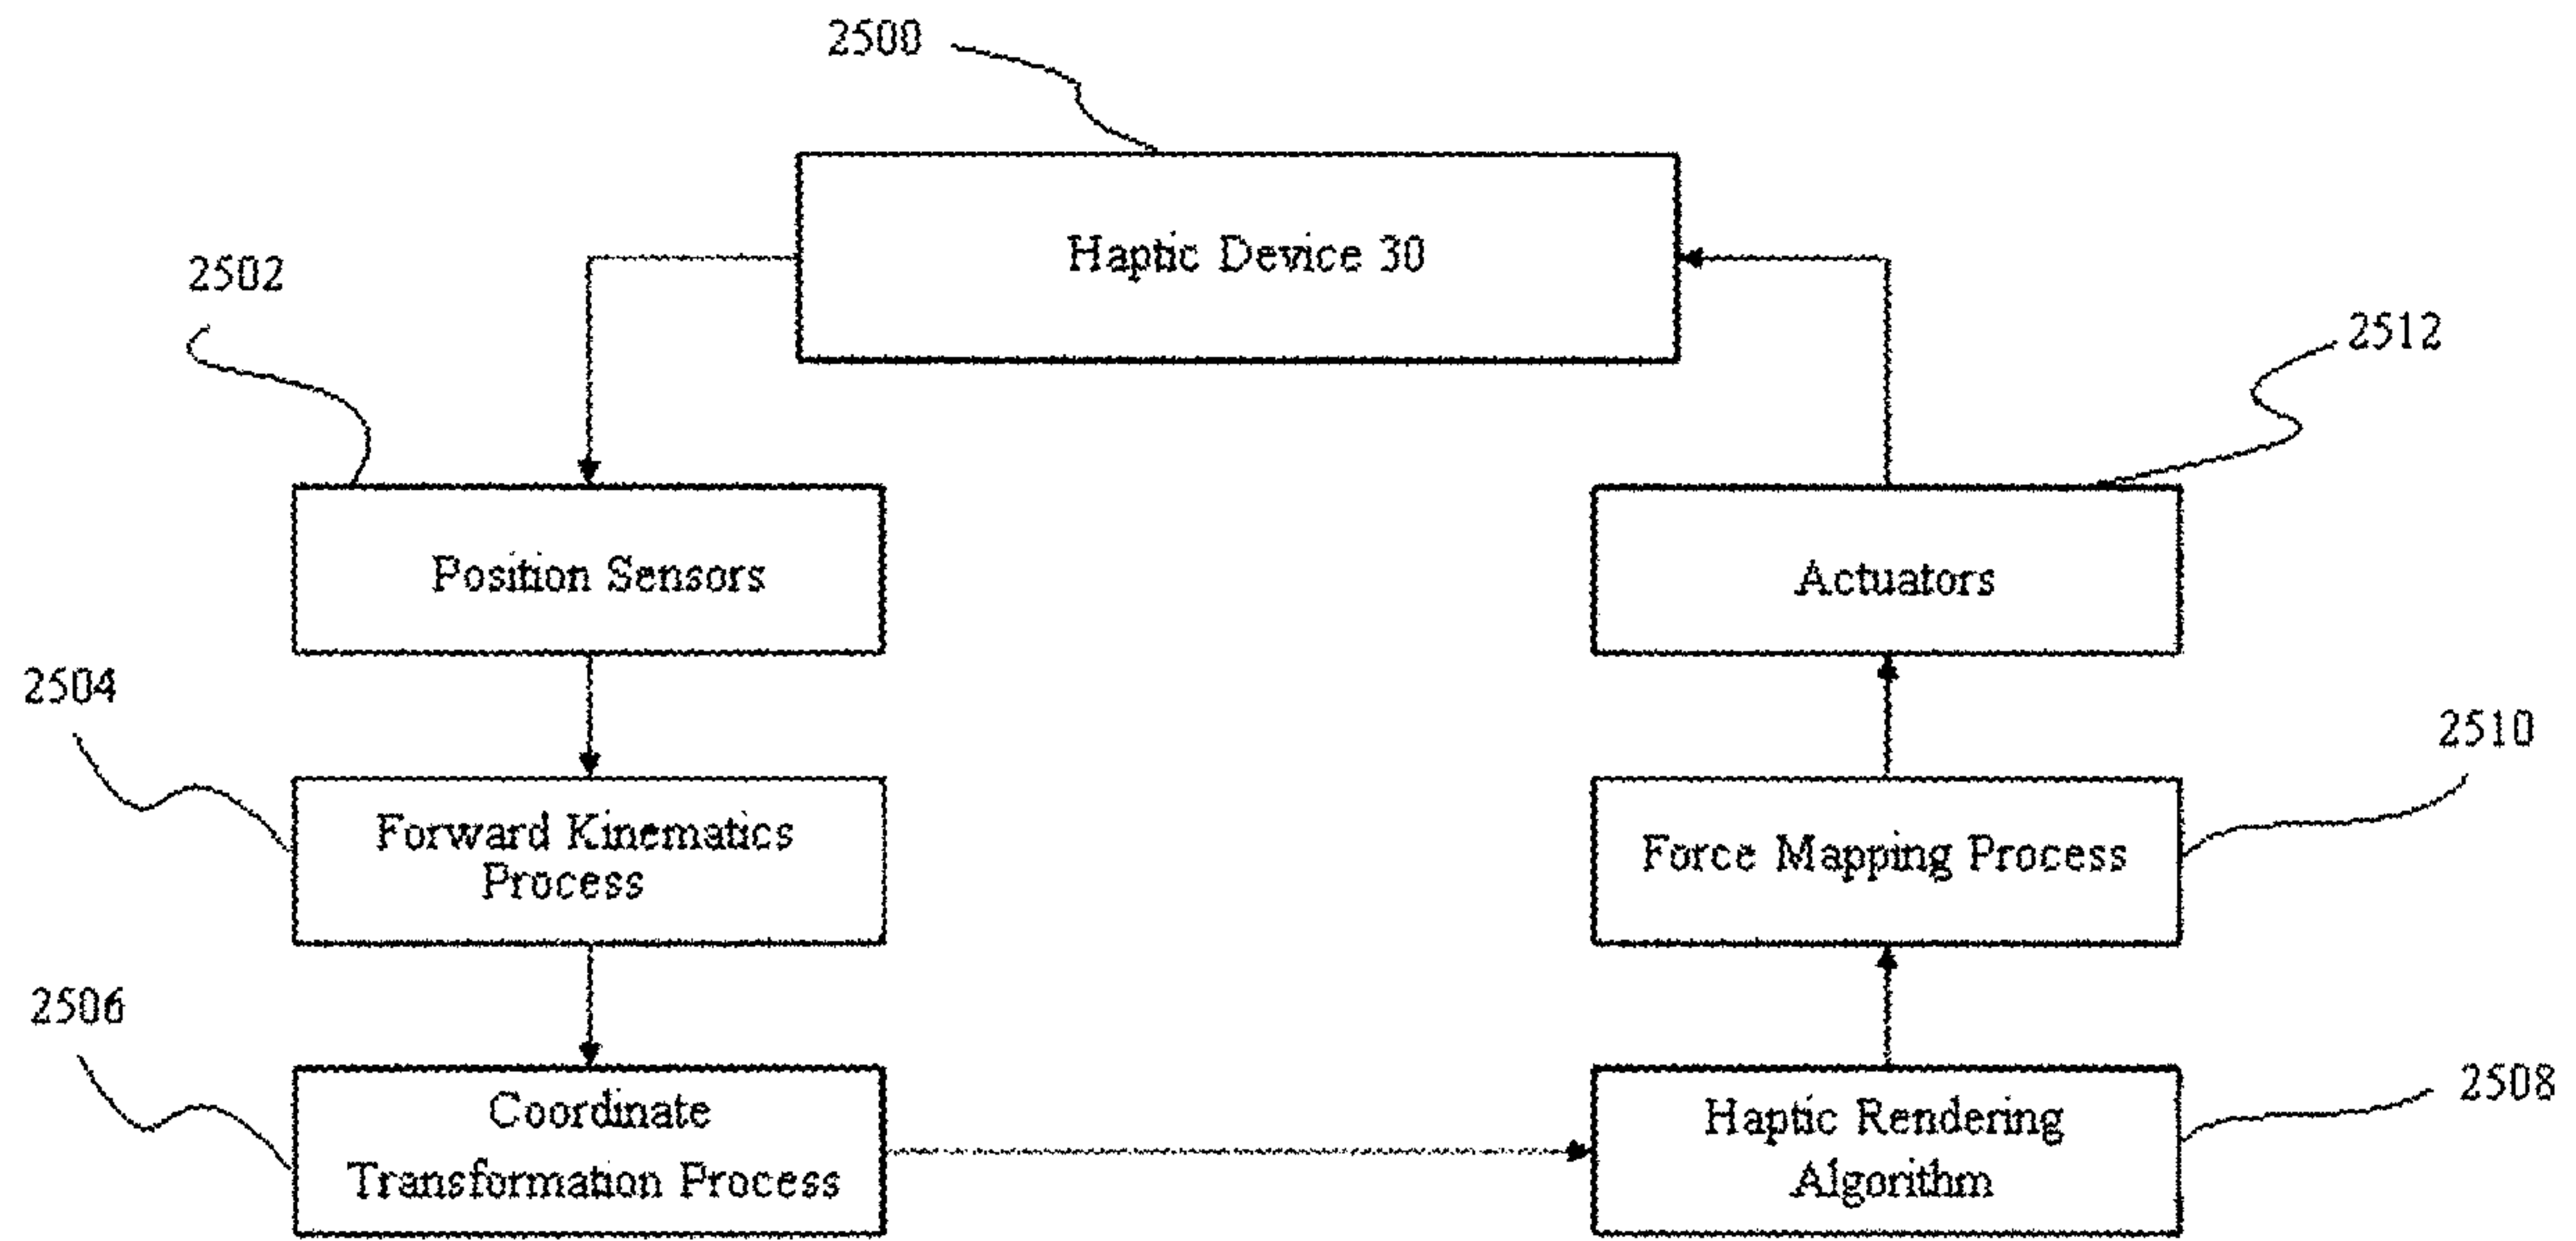 2500
Haptic Device 30
2502
2512
Position Sensors
Actuators
2504
2510
Forward Kinematics
Process
Force Mapping Process
2506
2508
Coordinate
Transformation Process
Haptic Rendering
Algorithm